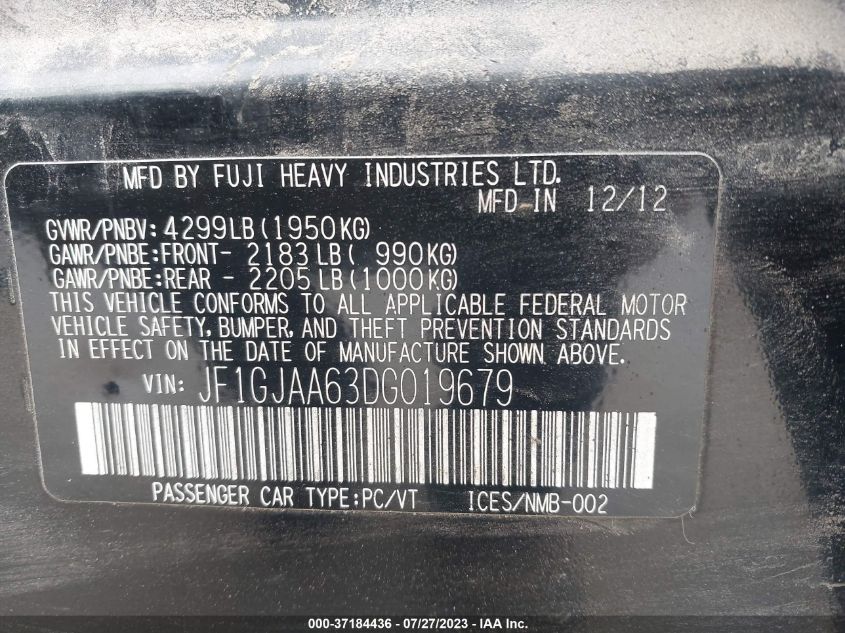 MFD BY FUJI HEAVY INDUSTRIES LTD.
MFD IN 12/12
GVWR/PNBV: 4299LB (1950KG)
GAWR/PNBE:FRONT- 2183LB ( 990KG)
GAWR/PNBE:REAR - 2205LB (1000KG)
THIS VEHICLE CONFORMS TO ALL APPLICABLE FEDERAL MOTOR
VEHICLE SAFETY, BUMPER, AND THEFT PREVENTION STANDARDS
IN EFFECT ON THE DATE OF MANUFACTURE SHOWN ABOVE.
VIN: JF1GJAA63DG019679
PASSENGER CAR TYPE:PC/VT ICES/NMB-002
000-37184436 - 07/27/2023 - IAA Inc.